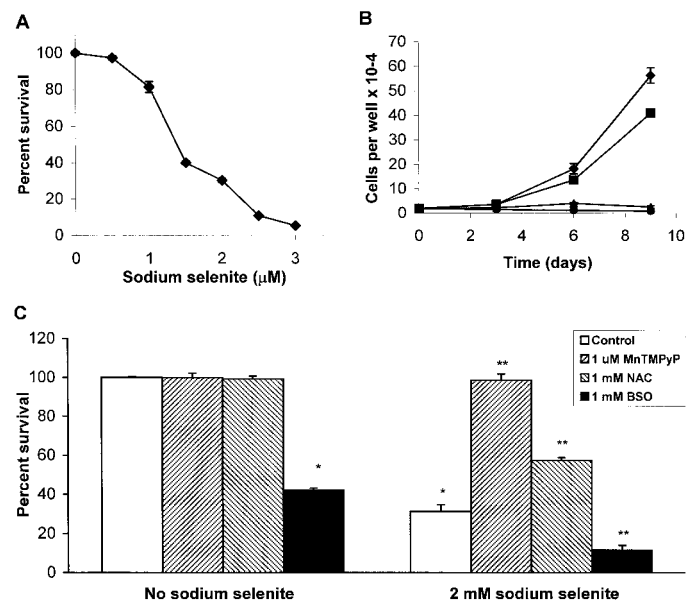 A
Percent survival
100
80
60
40
20
0
0
1
2
3
Sodium selenite (µM)
B
Cells per well x 10-4
70
60
50
40
30
20
10
0
0
2
4
6
8
10
Time (days)
C
Percent survival
120
100
80
60
40
20
0
*
*
**
**
**
Control
1 uM MnTMPyP
1 mM NAC
1 mM BSO
No sodium selenite
2 mM sodium selenite